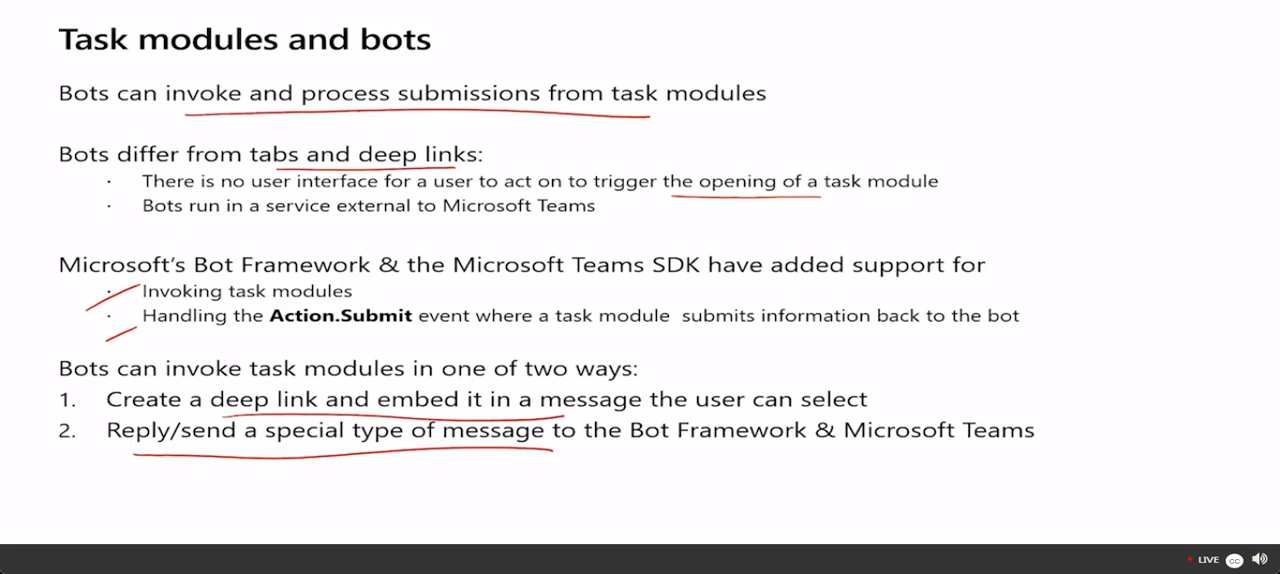 Task modules and bots
Bots can invoke and process submissions from task modules
Bots differ from tabs and deep links:
· There is no user interface for a user to act on to trigger the opening of a task module
· Bots run in a service external to Microsoft Teams
Microsoft's Bot Framework & the Microsoft Teams SDK have added support for
· Invoking task modules
· Handling the Action.Submit event where a task module submits information back to the bot
Bots can invoke task modules in one of two ways:
1. Create a deep link and embed it in a message the user can select
2. Reply/send a special type of message to the Bot Framework & Microsoft Teams
LIVE CC